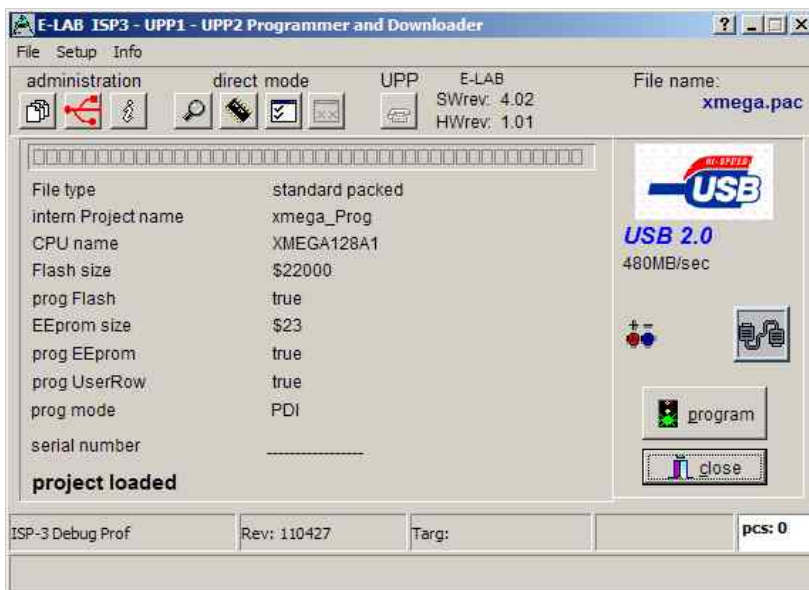 E-LAB ISP3 - UPP1 - UPP2 Programmer and Downloader
File Setup Info
administration direct mode UPP E-LAB File name:
SWrev: 4.02 xmega.pac
HWrev: 1.01
HI-SPEED
USB
File type standard packed
intern Project name xmega_Prog
CPU name XMEGA128A1
USB 2.0
Flash size $22000
480MB/sec
prog Flash true
EEprom size $23
prog EEprom true
prog UserRow true
prog mode PDI
program
serial number
close
project loaded
ISP-3 Debug Prof Rev: 110427 Targ: pcs: 0